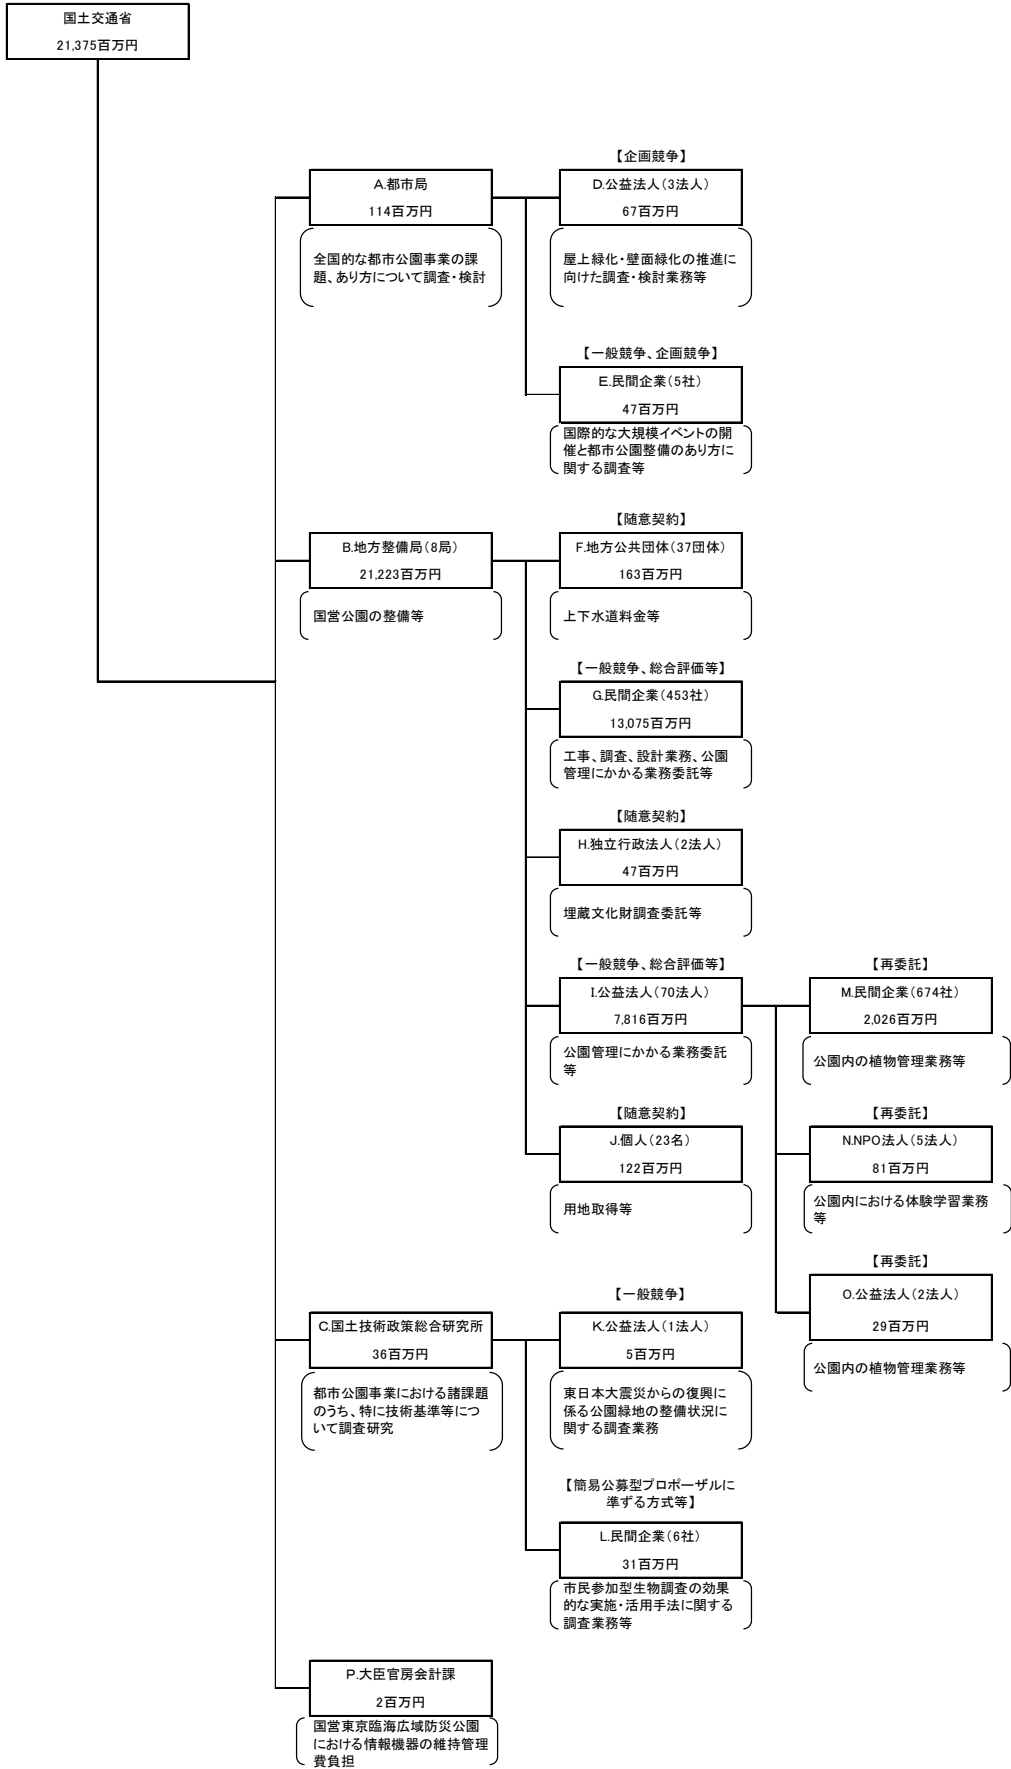 国土交通省
21,375百万円
【企画競争】
A.都市局
114百万円
D.公益法人(3法人)
67百万円
全国的な都市公園事業の課
題、あり方について調査・検討
屋上緑化・壁面緑化の推進に
向けた調査・検討業務等
【一般競争、企画競争】
E.民間企業(5社)
47百万円
国際的な大規模イベントの開
催と都市公園整備のあり方に
関する調査等
【随意契約】
B.地方整備局(8局)
21,223百万円
F.地方公共団体(37団体)
163百万円
国営公園の整備等
上下水道料金等
【一般競争、総合評価等】
G.民間企業(453社)
13,075百万円
工事、調査、設計業務、公園
管理にかかる業務委託等
【随意契約】
H.独立行政法人(2法人)
47百万円
埋蔵文化財調査委託等
【一般競争、総合評価等】
I.公益法人(70法人)
7,816百万円
公園管理にかかる業務委託
等
【再委託】
M.民間企業(674社)
2,026百万円
公園内の植物管理業務等
【随意契約】
J.個人(23名)
122百万円
用地取得等
【再委託】
N.NPO法人(5法人)
81百万円
公園内における体験学習業務
等
【再委託】
O.公益法人(2法人)
29百万円
公園内の植物管理業務等
【一般競争】
C.国土技術政策総合研究所
36百万円
K.公益法人(1法人)
5百万円
都市公園事業における諸課題
のうち、特に技術基準等につ
いて調査研究
東日本大震災からの復興に
係る公園緑地の整備状況に
関する調査業務
【簡易公募型プロポーザルに
準ずる方式等】
L.民間企業(6社)
31百万円
市民参加型生物調査の効果
的な実施・活用手法に関する
調査業務等
P.大臣官房会計課
2百万円
国営東京臨海広域防災公園
における情報機器の維持管理
費負担